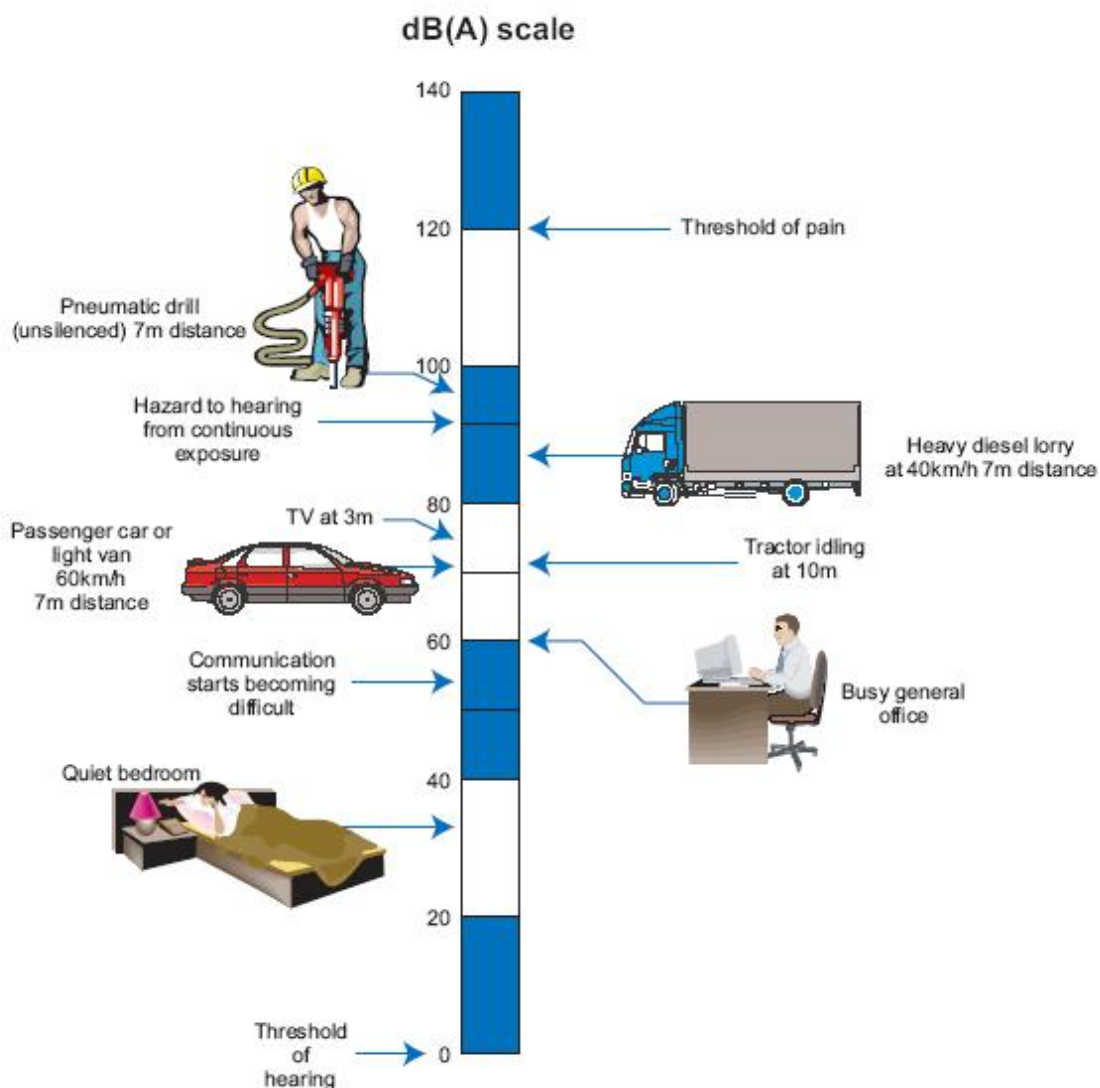 dB(A) scale
140
120
Threshold of pain
Pneumatic drill
(unsilenced) 7m distance
100
Hazard to hearing
from continuous
exposure
Heavy diesel lorry
at 40km/h 7m distance
80
TV at 3m
Passenger car or
light van
60km/h
7m distance
Tractor idling
at 10m
60
Communication
starts becoming
difficult
Busy general
office
Quiet bedroom
40
20
Threshold
of
hearing
0